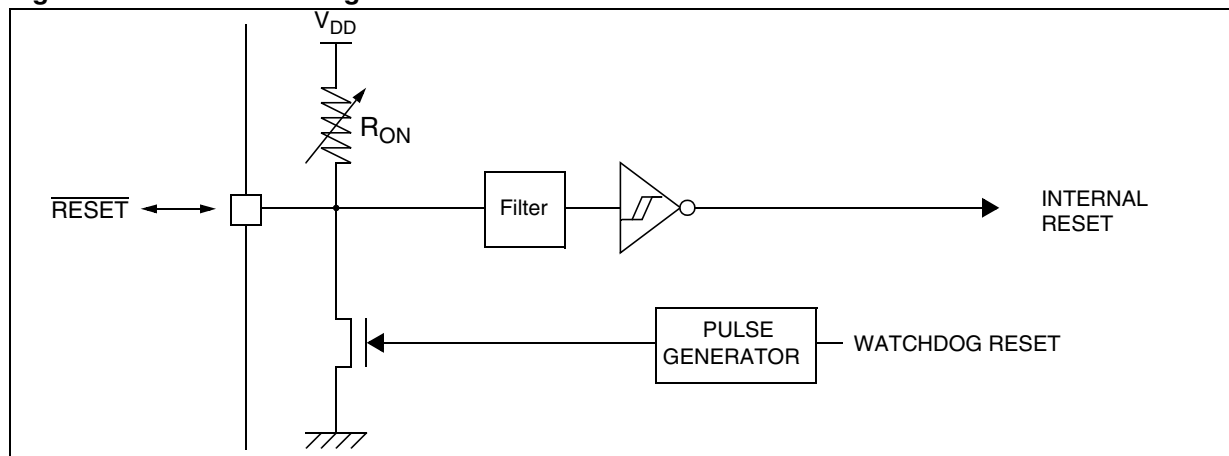 V_DD
R_ON
RESET
Filter
INTERNAL
RESET
PULSE
GENERATOR
WATCHDOG RESET